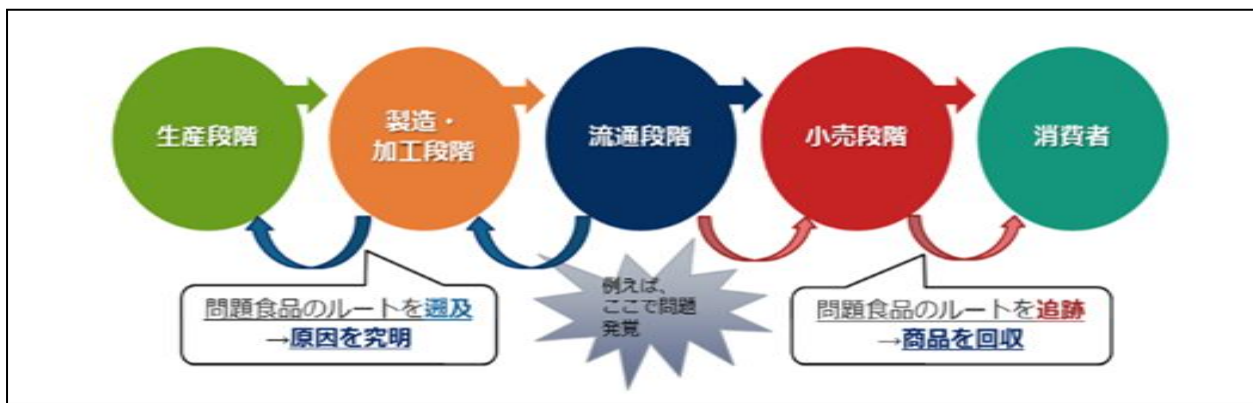 生産段階
製造・
加工段階
流通段階
小売段階
消費者
問題食品のルートを遡及
→原因を究明
例えば、
ここで問題
発覚
問題食品のルートを追跡
→商品を回収